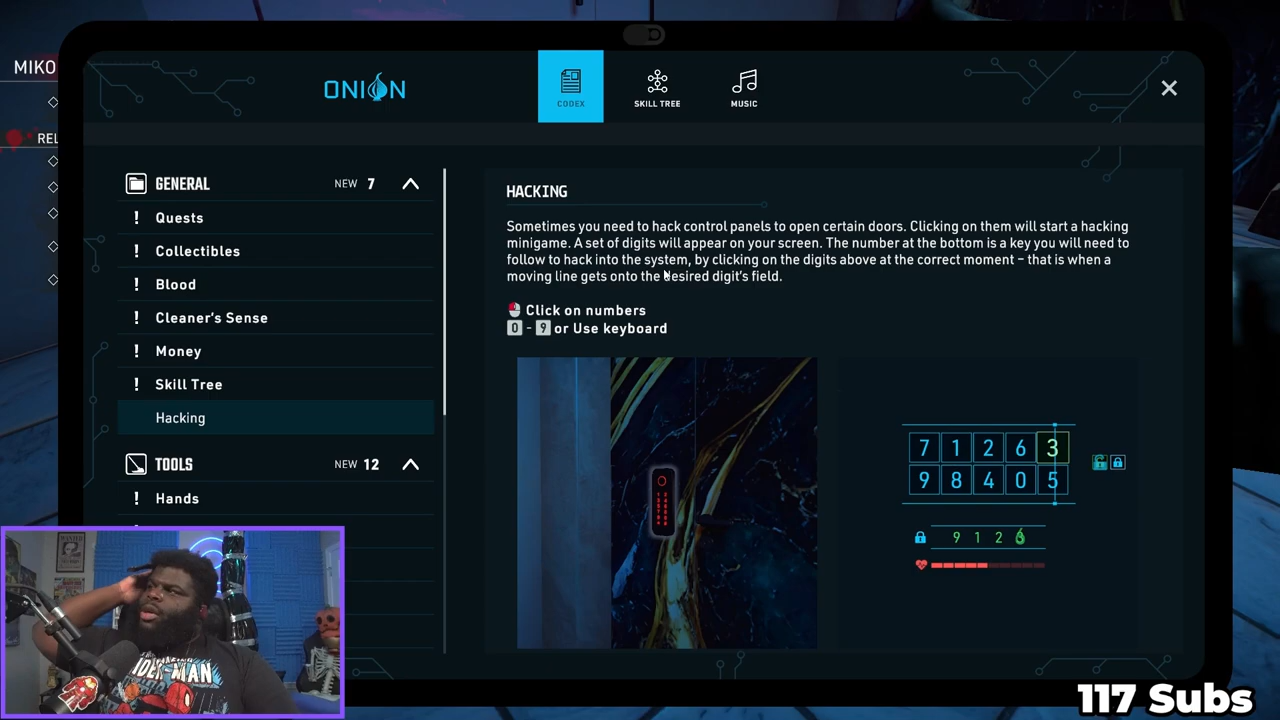 MIKO
REL
ONION
CODEX
SKILL TREE
MUSIC
GENERAL NEW 7
! Quests
! Collectibles
! Blood
! Cleaner's Sense
! Money
! Skill Tree
Hacking
TOOLS NEW 12
! Hands
HACKING
Sometimes you need to hack control panels to open certain doors. Clicking on them will start a hacking
minigame. A set of digits will appear on your screen. The number at the bottom is a key you will need to
follow to hack into the system, by clicking on the digits above at the correct moment – that is when a
moving line gets onto the desired digit's field.
Click on numbers
0 - 9 or Use keyboard
7 1 2 6 3
9 8 4 0 5
9 1 2
SPIDER-MAN
117 Subs